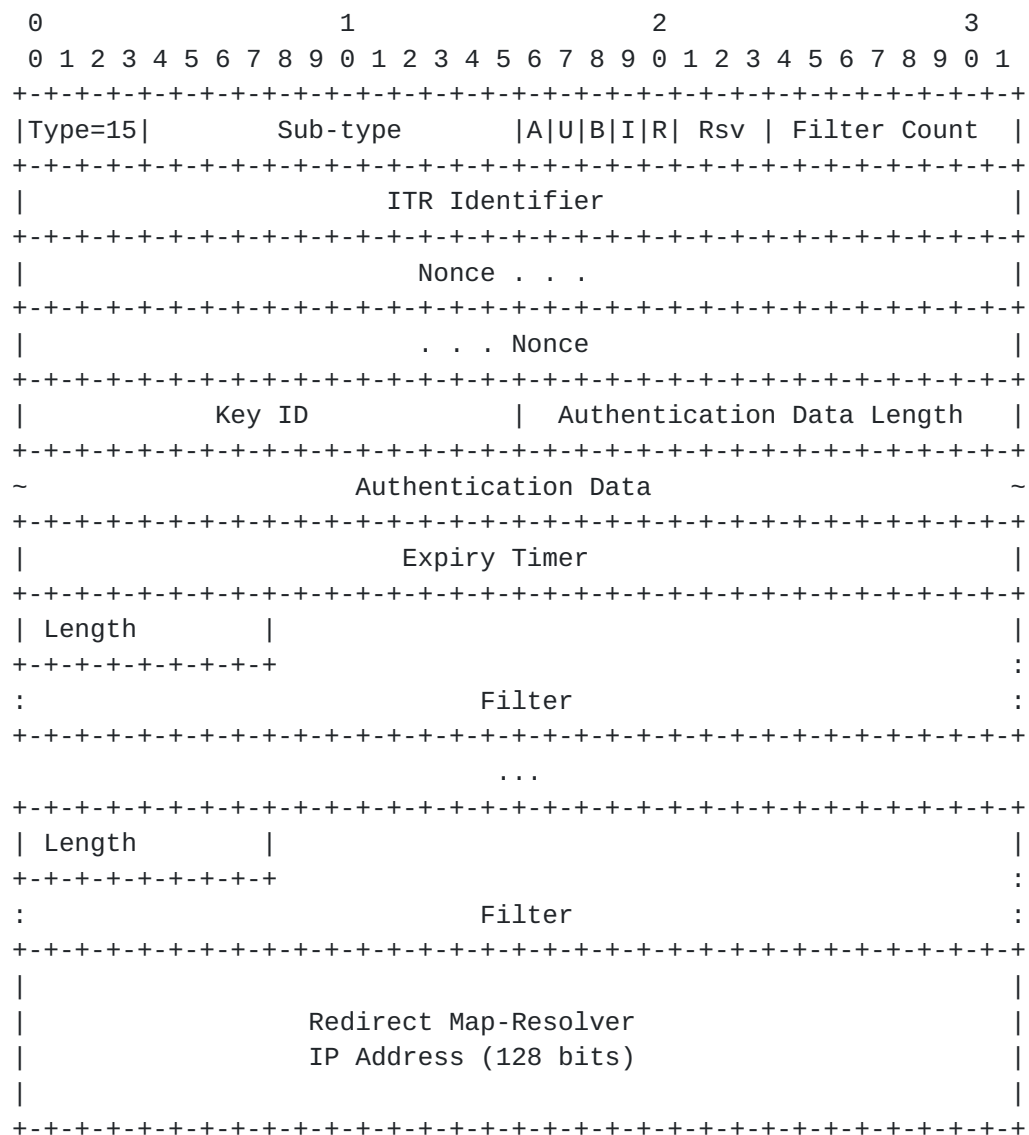 0                   1                   2                   3
 0 1 2 3 4 5 6 7 8 9 0 1 2 3 4 5 6 7 8 9 0 1 2 3 4 5 6 7 8 9 0 1
+-+-+-+-+-+-+-+-+-+-+-+-+-+-+-+-+-+-+-+-+-+-+-+-+-+-+-+-+-+-+-+-+
|Type=15|        Sub-type       |A|U|B|I|R| Rsv | Filter Count  |
+-+-+-+-+-+-+-+-+-+-+-+-+-+-+-+-+-+-+-+-+-+-+-+-+-+-+-+-+-+-+-+-+
|                       ITR Identifier                          |
+-+-+-+-+-+-+-+-+-+-+-+-+-+-+-+-+-+-+-+-+-+-+-+-+-+-+-+-+-+-+-+-+
|                         Nonce . . .                           |
+-+-+-+-+-+-+-+-+-+-+-+-+-+-+-+-+-+-+-+-+-+-+-+-+-+-+-+-+-+-+-+-+
|                         . . . Nonce                           |
+-+-+-+-+-+-+-+-+-+-+-+-+-+-+-+-+-+-+-+-+-+-+-+-+-+-+-+-+-+-+-+-+
|            Key ID             |  Authentication Data Length   |
+-+-+-+-+-+-+-+-+-+-+-+-+-+-+-+-+-+-+-+-+-+-+-+-+-+-+-+-+-+-+-+-+
~                     Authentication Data                       ~
+-+-+-+-+-+-+-+-+-+-+-+-+-+-+-+-+-+-+-+-+-+-+-+-+-+-+-+-+-+-+-+-+
|                        Expiry Timer                           |
+-+-+-+-+-+-+-+-+-+-+-+-+-+-+-+-+-+-+-+-+-+-+-+-+-+-+-+-+-+-+-+-+
| Length        |                                               |
+-+-+-+-+-+-+-+-+                                               :
:                             Filter                            :
+-+-+-+-+-+-+-+-+-+-+-+-+-+-+-+-+-+-+-+-+-+-+-+-+-+-+-+-+-+-+-+-+
                               ...
+-+-+-+-+-+-+-+-+-+-+-+-+-+-+-+-+-+-+-+-+-+-+-+-+-+-+-+-+-+-+-+-+
| Length        |                                               |
+-+-+-+-+-+-+-+-+                                               :
:                             Filter                            :
+-+-+-+-+-+-+-+-+-+-+-+-+-+-+-+-+-+-+-+-+-+-+-+-+-+-+-+-+-+-+-+-+
|                                                               |
|                  Redirect Map-Resolver                        |
|                  IP Address (128 bits)                        |
|                                                               |
+-+-+-+-+-+-+-+-+-+-+-+-+-+-+-+-+-+-+-+-+-+-+-+-+-+-+-+-+-+-+-+-+